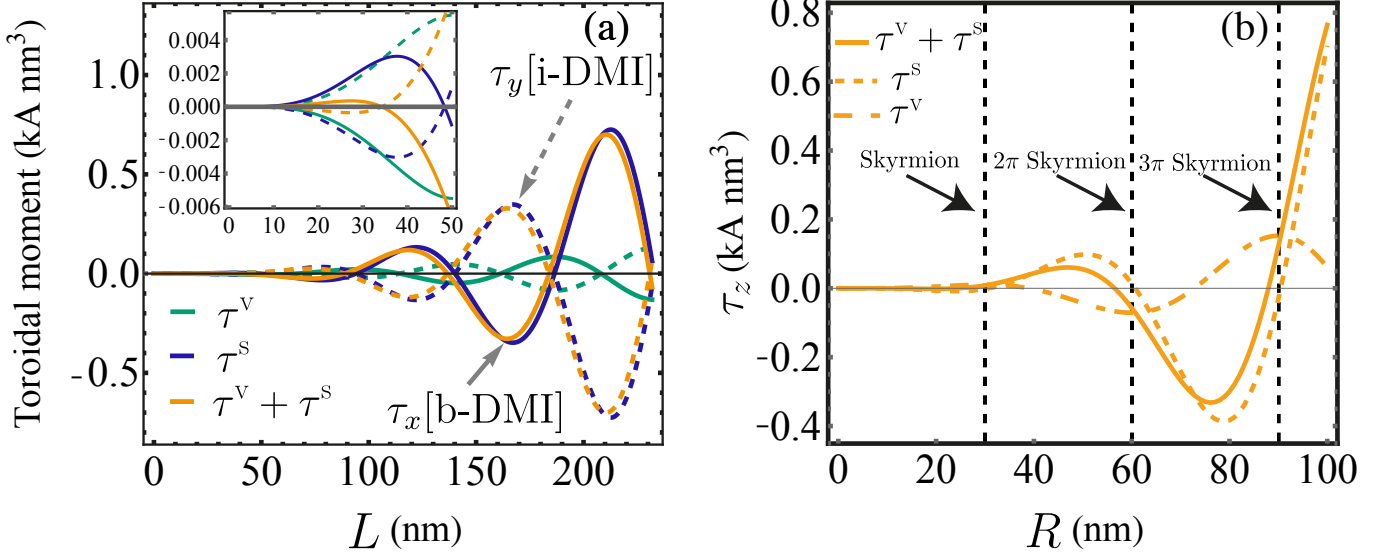 (a)
Toroidal moment (kA nm³)
1.0
0.5
0.0
-0.5
0.004
0.002
0.000
-0.002
-0.004
-0.006
0 10 20 30 40 50
τy[i-DMI]
τx[b-DMI]
τᵛ
τˢ
τᵛ + τˢ
0 50 100 150 200
L (nm)
(b)
τz (kA nm³)
0.8
0.6
0.4
0.2
0.0
-0.2
-0.4
τᵛ + τˢ
τˢ
τᵛ
Skyrmion
2π Skyrmion
3π Skyrmion
0 20 40 60 80 100
R (nm)